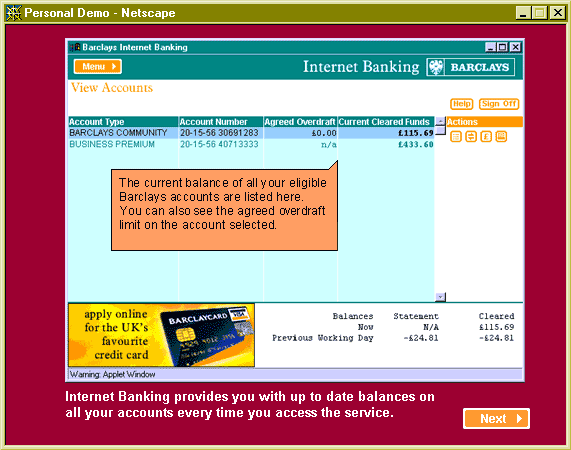 Personal Demo - Netscape
Barclays Internet Banking
Menu
Internet Banking BARCLAYS
View Accounts
Help Sign Off
Account Type Account Number Agreed Overdraft Current Cleared Funds Actions
BARCLAYS COMMUNITY 20-15-56 30691283 £0.00 £115.69
BUSINESS PREMIUM 20-15-56 40713333 n/a £433.60
The current balance of all your eligible
Barclays accounts are listed here.
You can also see the agreed overdraft
limit on the account selected.
apply online
for the UK's
favourite
credit card
BARCLAYCARD
VISA
Balances Statement Cleared
Now N/A £115.69
Previous Working Day -£24.81 -£24.81
Warning: Applet Window
Internet Banking provides you with up to date balances on
all your accounts every time you access the service.
Next